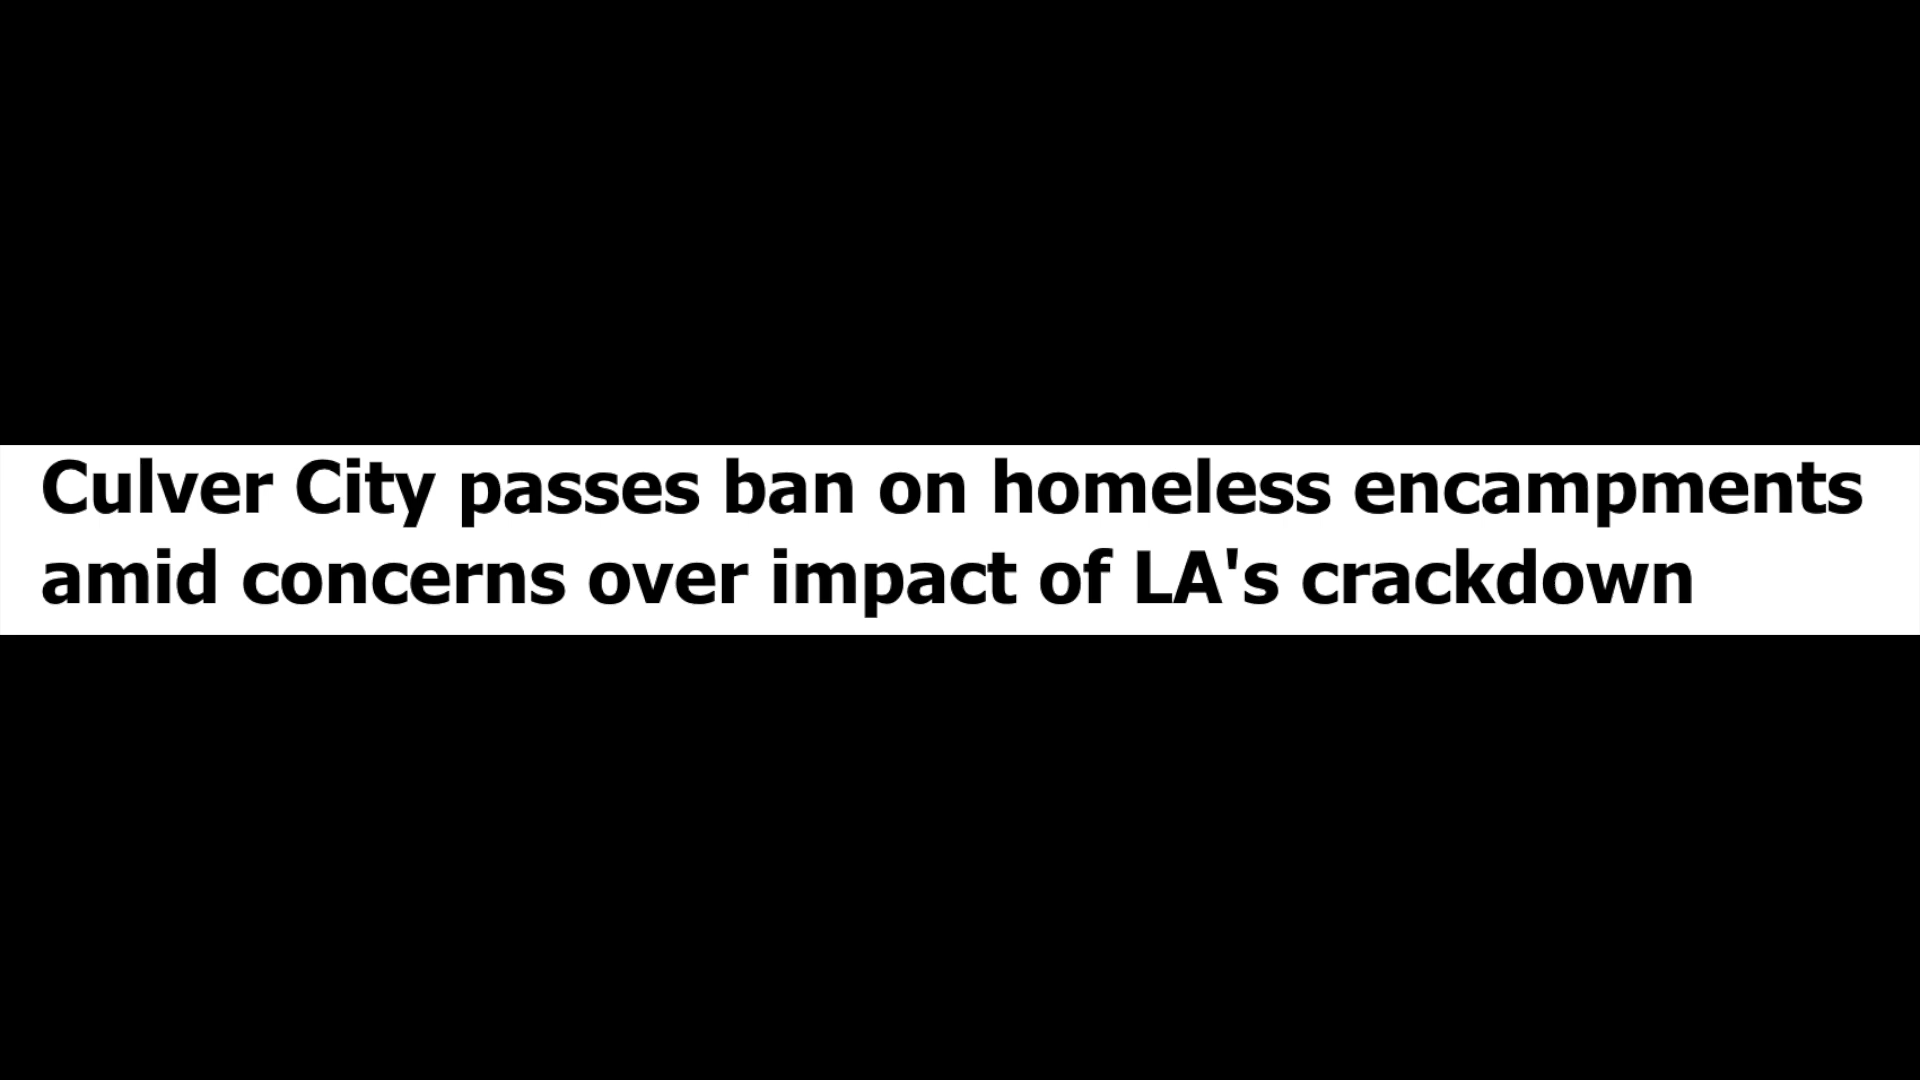 Culver City passes ban on homeless encampments
amid concerns over impact of LA's crackdown